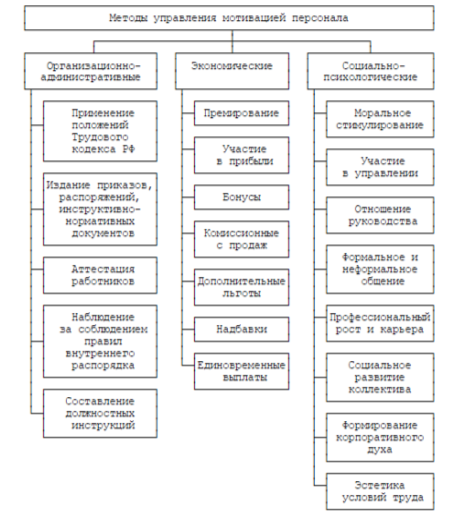 Методы управления мотивацией персонала
Организационно-
административные
Применение
положений
Трудового
кодекса РФ
Издание приказов,
распоряжений,
инструктивно-
нормативных
документов
Аттестация
работников
Наблюдение
за соблюдением
правил
внутреннего
распорядка
Составление
должностных
инструкций
Экономические
Премирование
Участие
в прибыли
Бонусы
Комиссионные
с продаж
Дополнительные
льготы
Надбавки
Единовременные
выплаты
Социально-
психологические
Моральное
стимулирование
Участие
в управлении
Отношение
руководства
Формальное и
неформальное
общение
Профессиональный
рост и карьера
Социальное
развитие
коллектива
Формирование
корпоративного
духа
Эстетика
условий труда